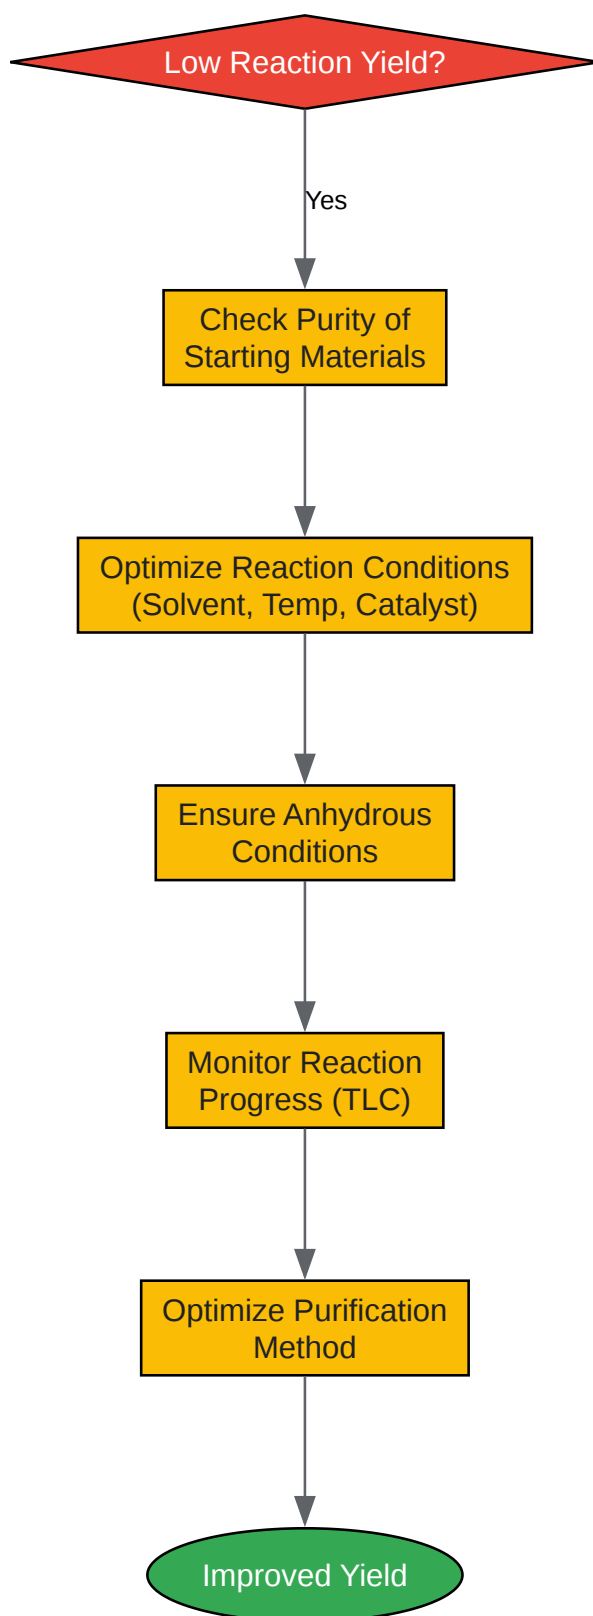 Low Reaction Yield?
Yes
Check Purity of
Starting Materials
Optimize Reaction Conditions
(Solvent, Temp, Catalyst)
Ensure Anhydrous
Conditions
Monitor Reaction
Progress (TLC)
Optimize Purification
Method
Improved Yield